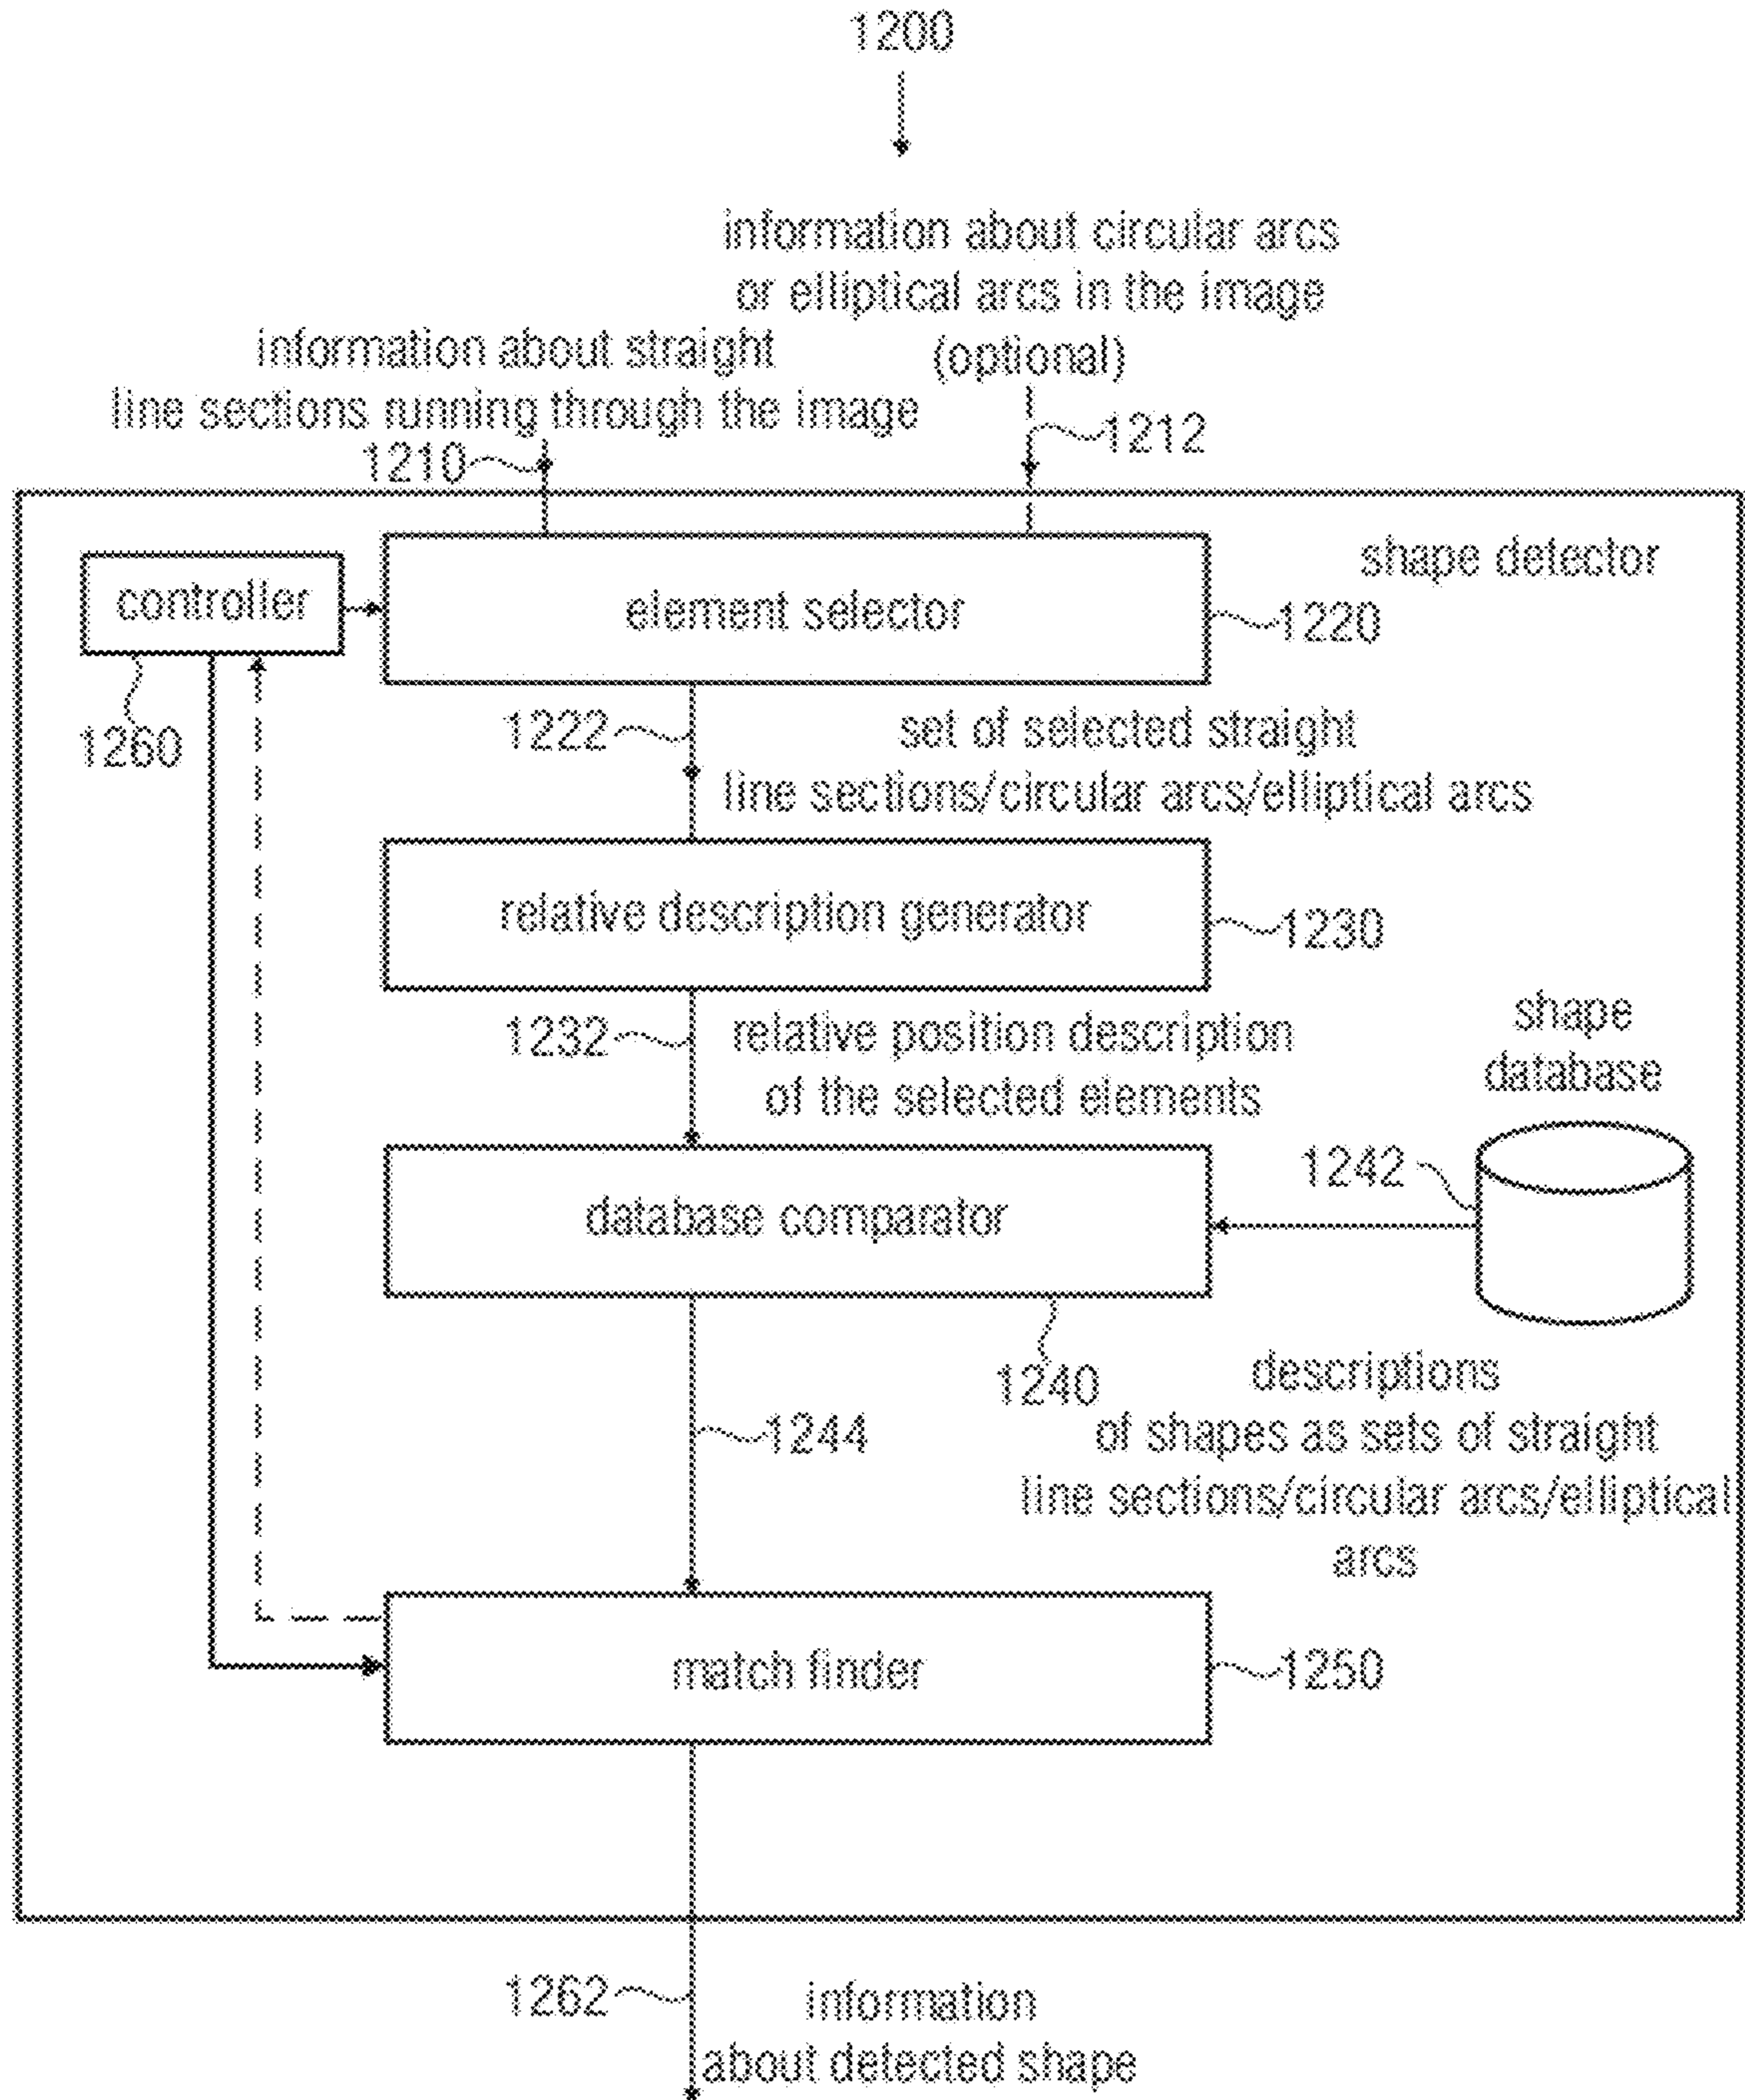 1200
information about circular arcs
or elliptical arcs in the image
(optional)
information about straight
line sections running through the image
1210
1212
shape detector
controller
element selector
1220
1260
1222
set of selected straight
line sections/circular arcs/elliptical arcs
relative description generator
1230
1232
relative position description
of the selected elements
shape
database
1242
database comparator
1240
descriptions
of shapes as sets of straight
line sections/circular arcs/elliptical
arcs
1244
match finder
1250
1262
information
about detected shape